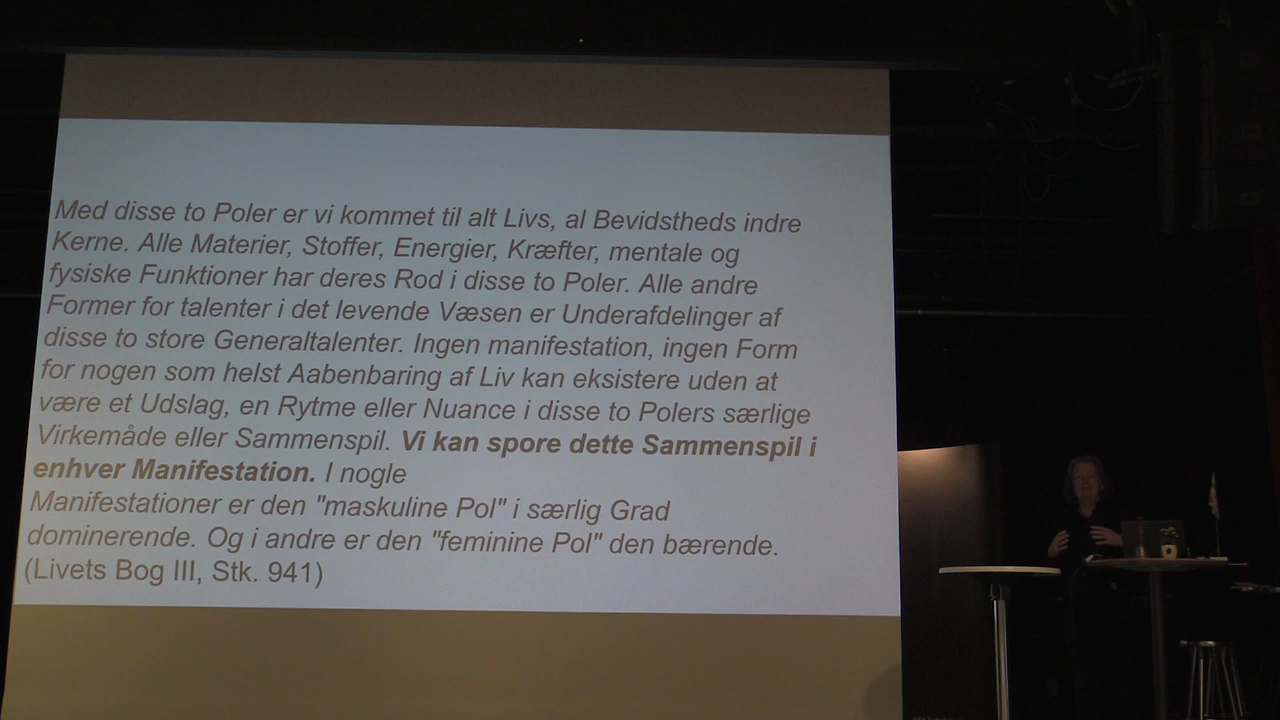 Med disse to Poler er vi kommet til alt Livs, al Bevidstheds indre
Kerne. Alle Materier, Stoffer, Energier, Kræfter, mentale og
fysiske Funktioner har deres Rod i disse to Poler. Alle andre
Former for talenter i det levende Væsen er Underafdelinger af
disse to store Generaltalenter. Ingen manifestation, ingen Form
for nogen som helst Aabenbaring af Liv kan eksistere uden at
være et Udslag, en Rytme eller Nuance i disse to Polers særlige
Virkemåde eller Sammenspil. Vi kan spore dette Sammenspil i
enhver Manifestation. I nogle
Manifestationer er den "maskuline Pol" i særlig Grad
dominerende. Og i andre er den "feminine Pol" den bærende.
(Livets Bog III, Stk. 941)